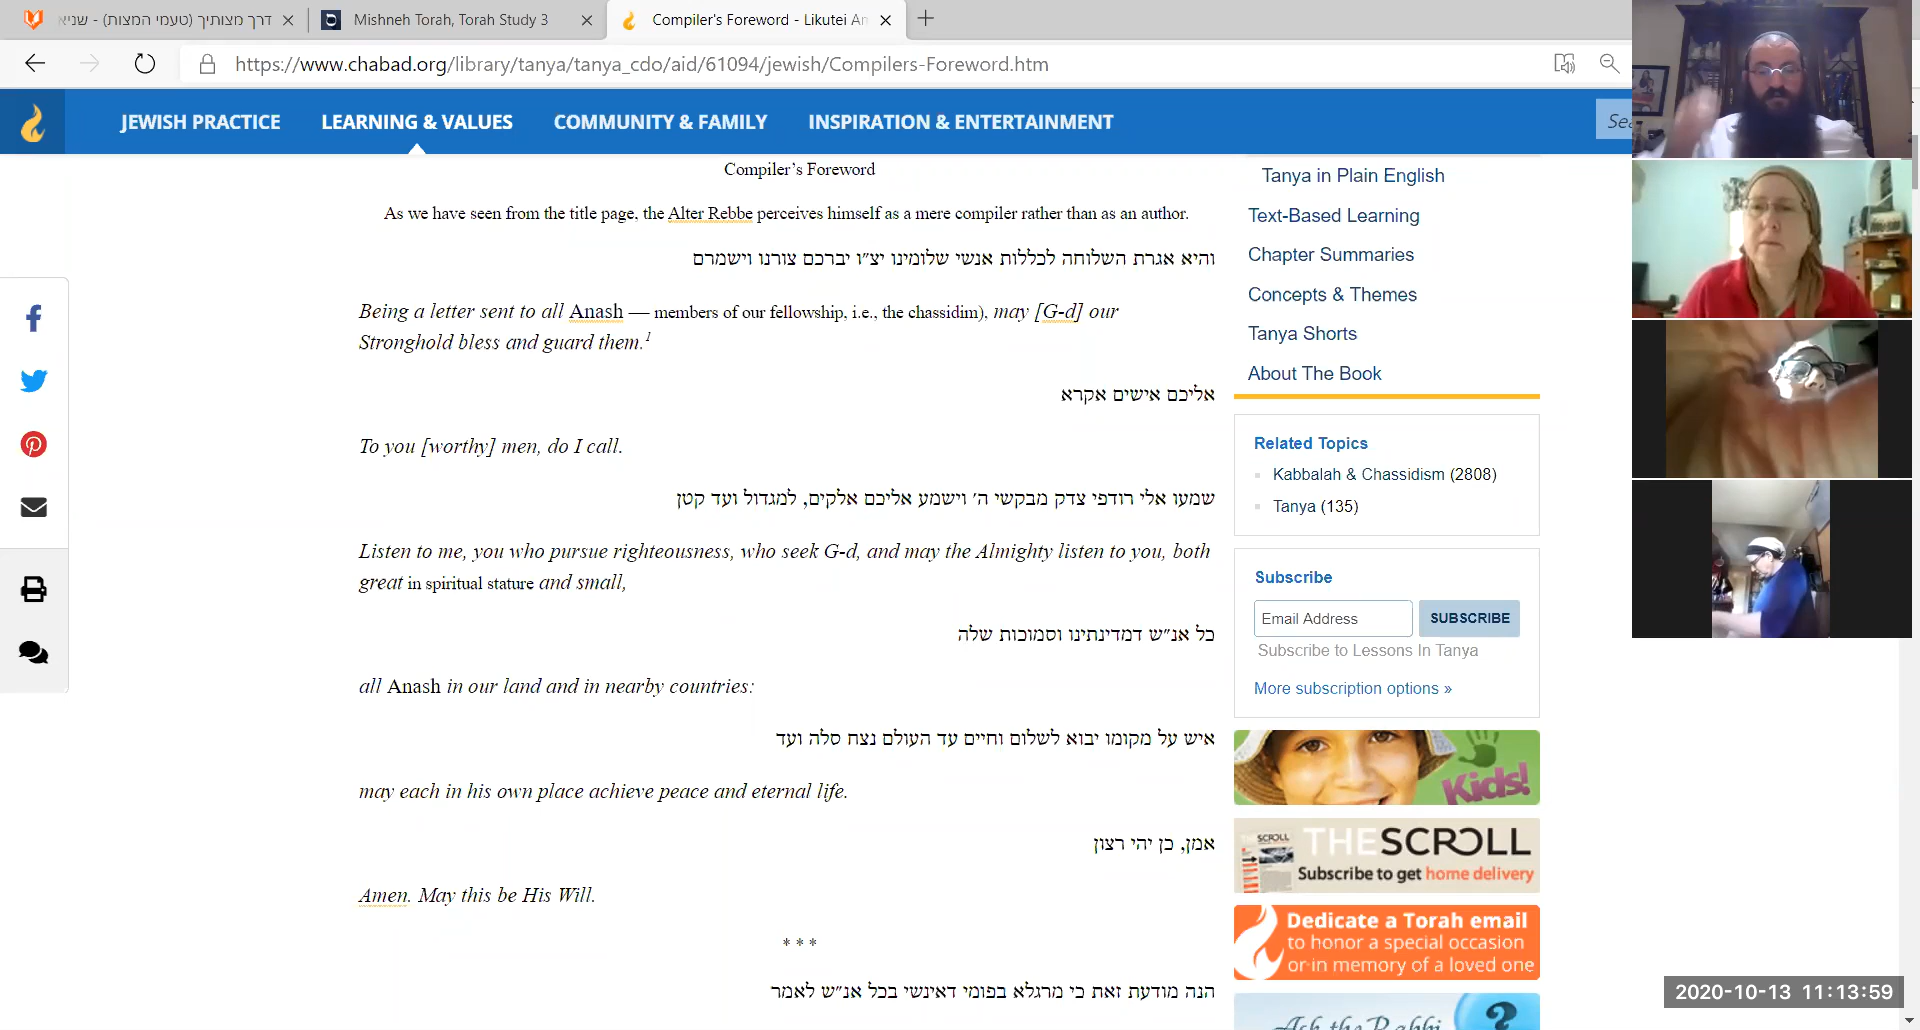 דרך מצותיך (טעמי המצות) - שניא
Mishneh Torah, Torah Study 3
Compiler's Foreword - Likutei An
https://www.chabad.org/library/tanya/tanya_cdo/aid/61094/jewish/Compilers-Foreword.htm
JEWISH PRACTICE
LEARNING & VALUES
COMMUNITY & FAMILY
INSPIRATION & ENTERTAINMENT
Sea
Compiler’s Foreword
As we have seen from the title page, the Alter Rebbe perceives himself as a mere compiler rather than as an author.
והיא אגרת השלוחה לכללות אנשי שלומינו יצ״ו יברכם צורנו וישמרם
Being a letter sent to all Anash — members of our fellowship, i.e., the chassidim), may [G-d] our
Stronghold bless and guard them.1
אליכם אישים אקרא
To you [worthy] men, do I call.
שמעו אלי רודפי צדק מבקשי ה׳ וישמע אליכם אלקים, למגדול ועד קטן
Listen to me, you who pursue righteousness, who seek G-d, and may the Almighty listen to you, both
great in spiritual stature and small,
כל אנ״ש דמדינתינו וסמוכות שלה
all Anash in our land and in nearby countries:
איש על מקומו יבוא לשלום וחיים עד העולם נצח סלה ועד
may each in his own place achieve peace and eternal life.
אמן, כן יהי רצון
Amen. May this be His Will.
* * *
הנה מודעת זאת כי מרגלא בפומי דאינשי בכל אנ״ש לאמר
Tanya in Plain English
Text-Based Learning
Chapter Summaries
Concepts & Themes
Tanya Shorts
About The Book
Related Topics
Kabbalah & Chassidism (2808)
Tanya (135)
Subscribe
Email Address
SUBSCRIBE
Subscribe to Lessons In Tanya
More subscription options »
Kids!
SCROLL
THE SCROLL
Subscribe to get home delivery
Dedicate a Torah email
to honor a special occasion
or in memory of a loved one
Ask the Rabbi
?
2020-10-13 11:13:59